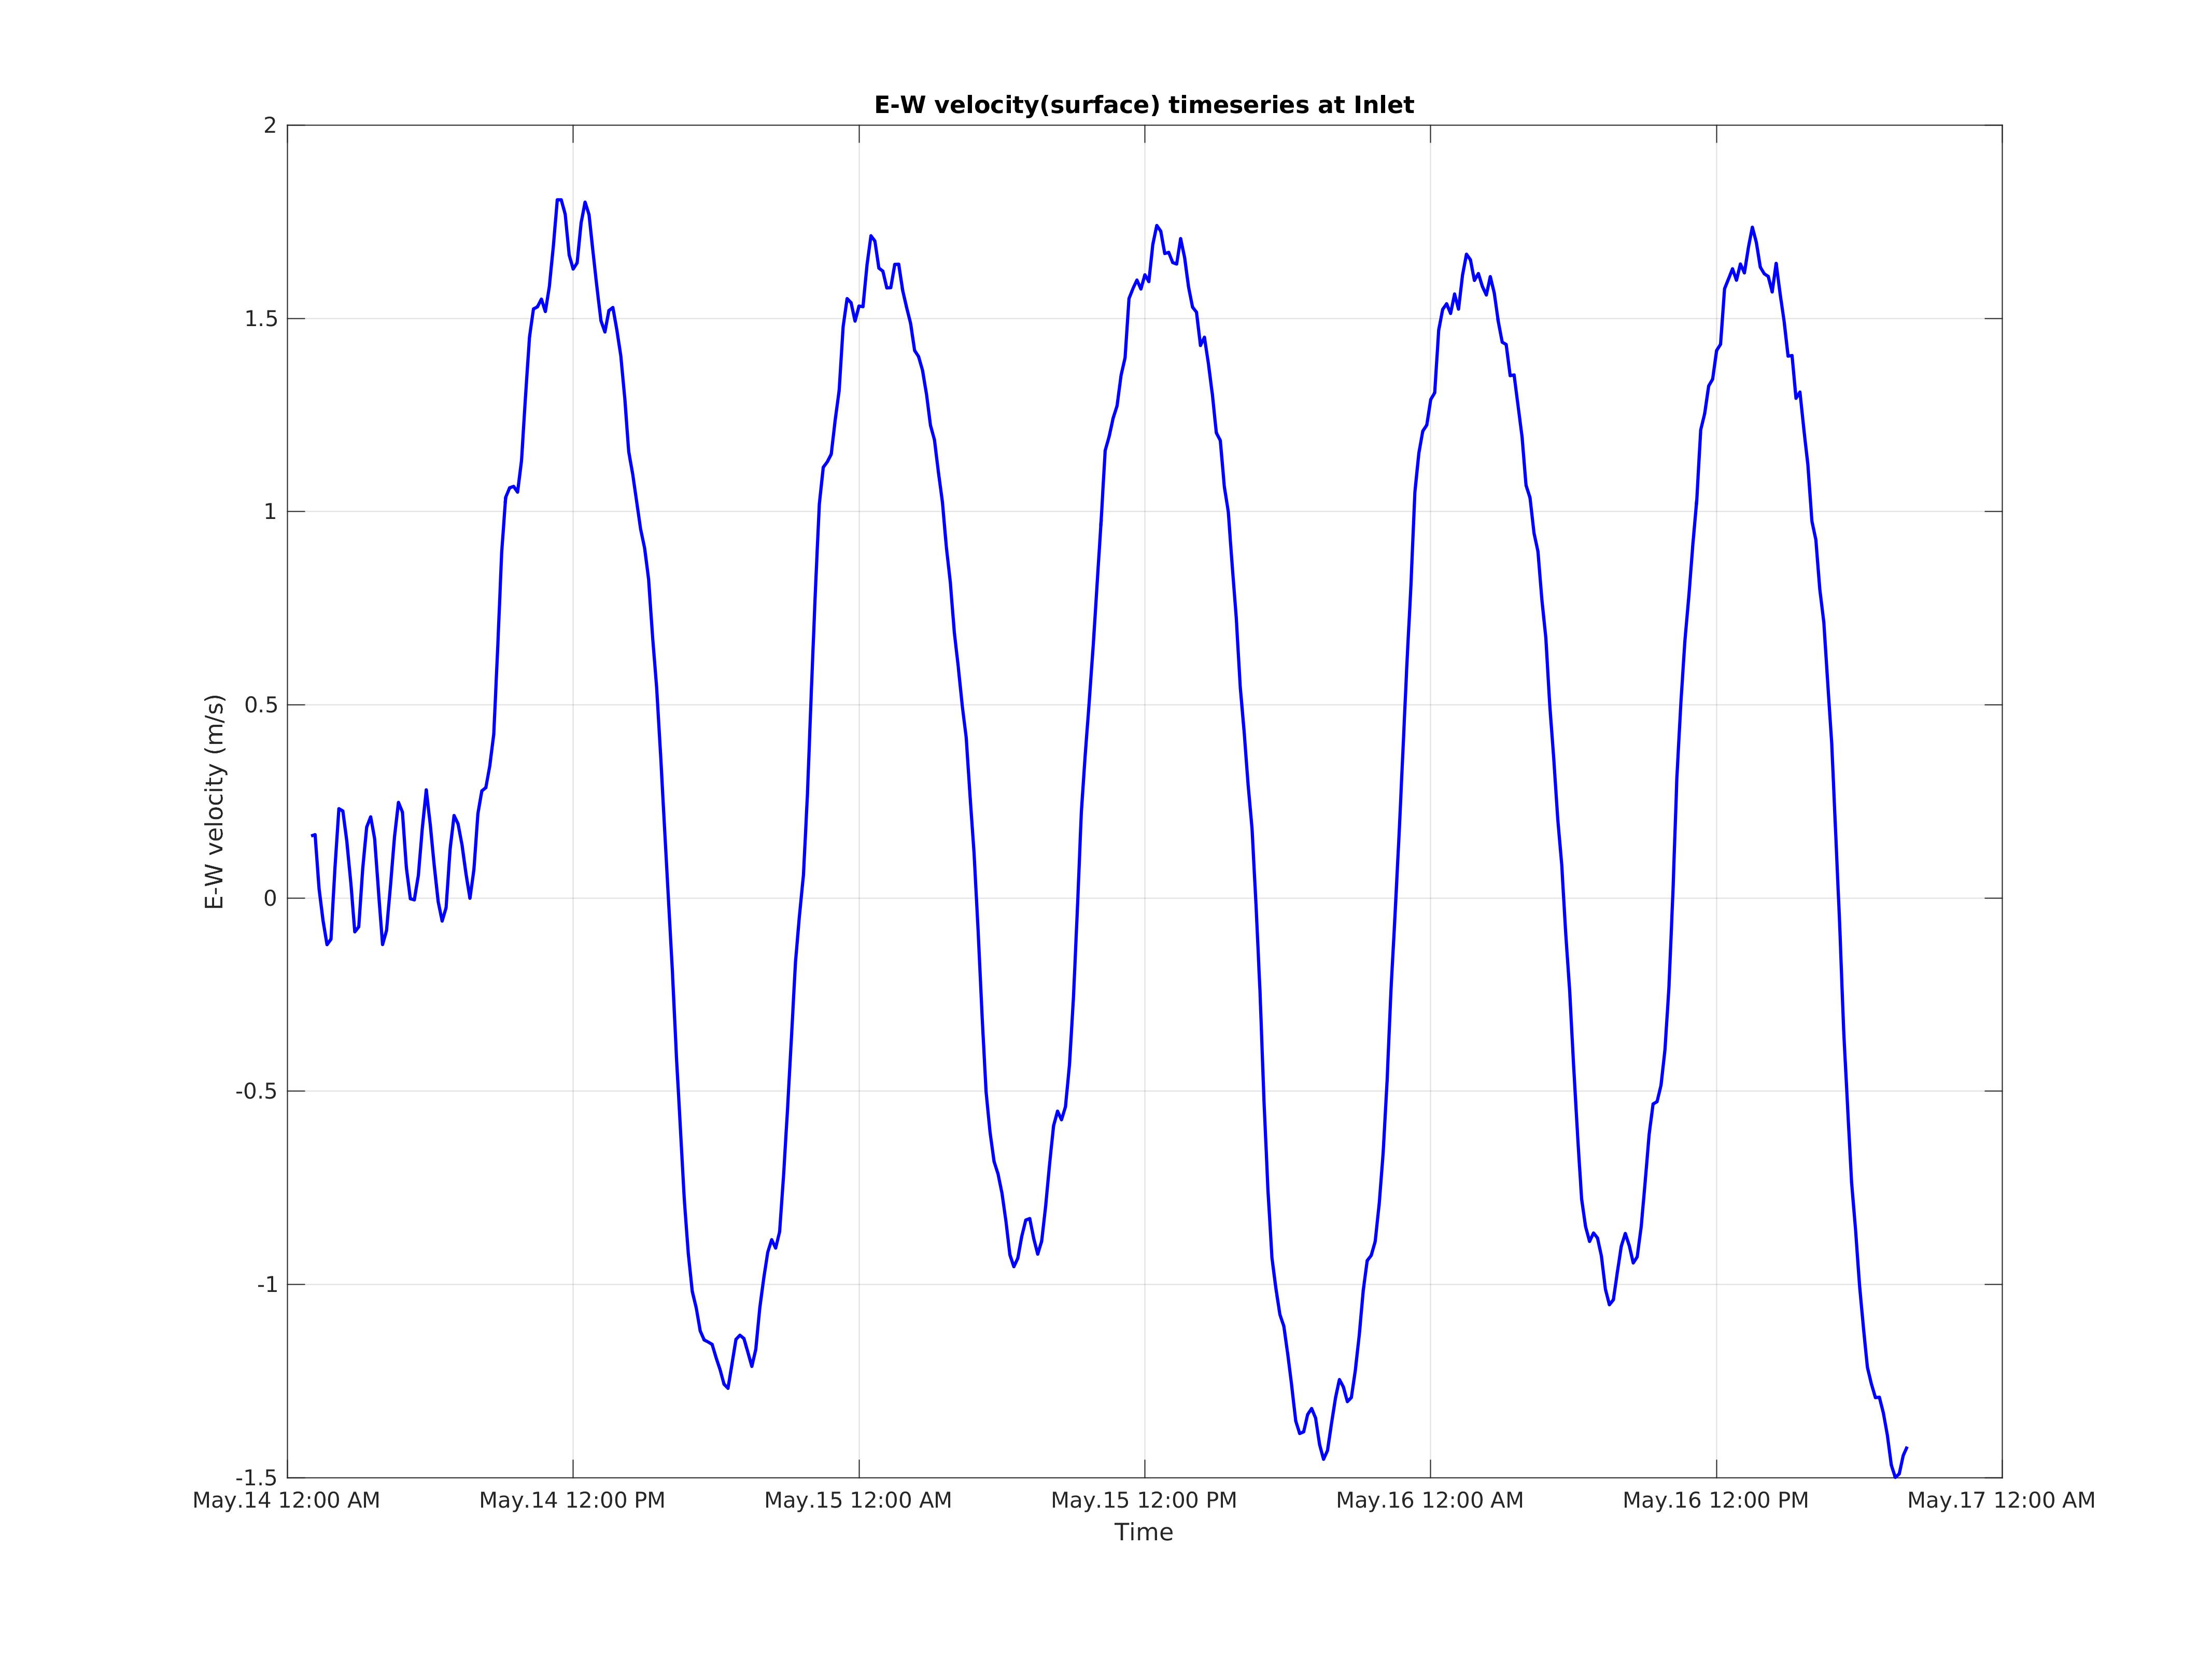 E-W velocity(surface) timeseries at Inlet
2
1.5
1
0.5
0
-0.5
-1
-1.5
E-W velocity (m/s)
May.14 12:00 AM May.14 12:00 PM May.15 12:00 AM May.15 12:00 PM May.16 12:00 AM May.16 12:00 PM May.17 12:00 AM
Time